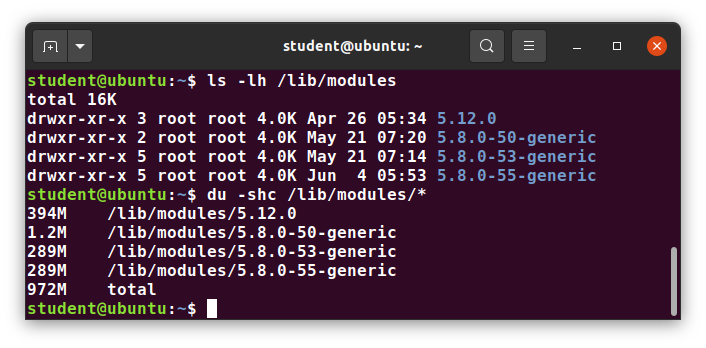 student@ubuntu: ~
student@ubuntu:~$ ls -lh /lib/modules
total 16K
drwxr-xr-x 3 root root 4.0K Apr 26 05:34 5.12.0
drwxr-xr-x 2 root root 4.0K May 21 07:20 5.8.0-50-generic
drwxr-xr-x 5 root root 4.0K May 21 07:14 5.8.0-53-generic
drwxr-xr-x 5 root root 4.0K Jun  4 05:53 5.8.0-55-generic
student@ubuntu:~$ du -shc /lib/modules/*
394M    /lib/modules/5.12.0
1.2M    /lib/modules/5.8.0-50-generic
289M    /lib/modules/5.8.0-53-generic
289M    /lib/modules/5.8.0-55-generic
972M    total
student@ubuntu:~$